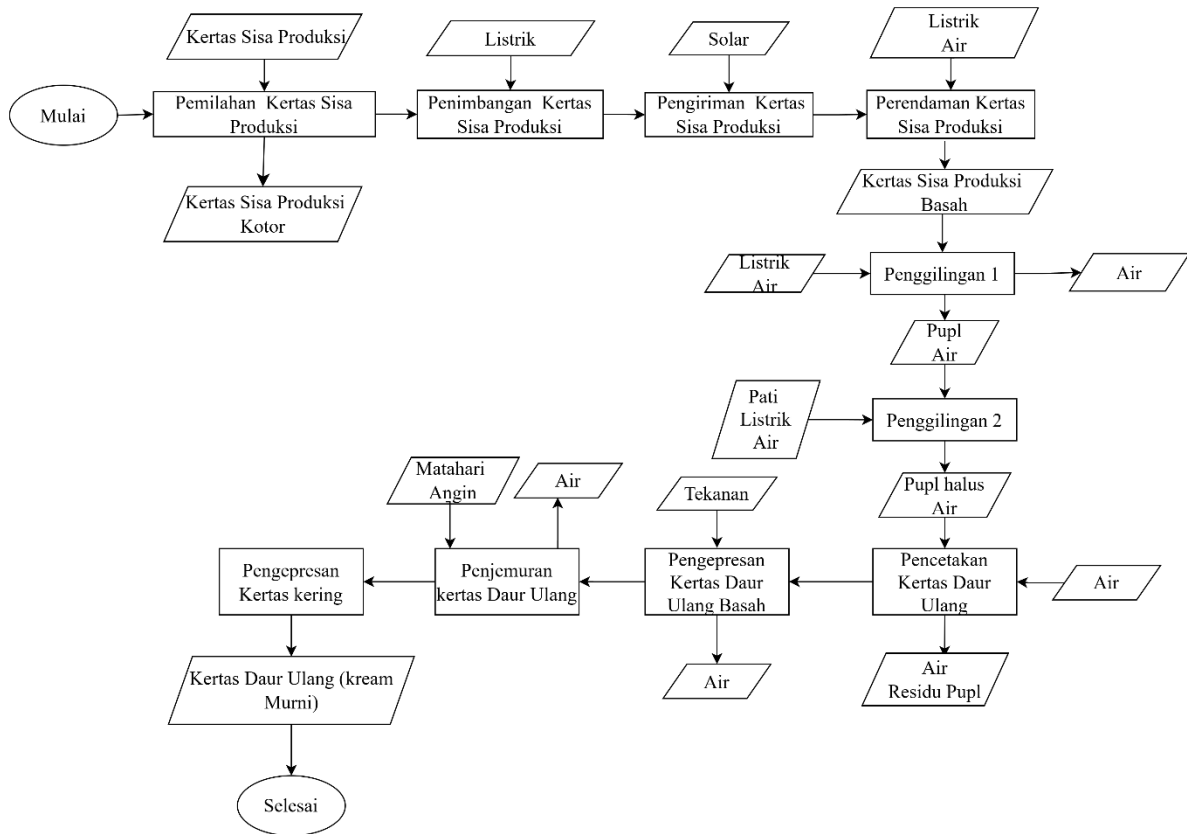 Kertas Sisa Produksi
Listrik
Solar
Listrik
Air
Mulai
Pemilahan Kertas Sisa
Produksi
Penimbangan Kertas
Sisa Produksi
Pengiriman Kertas
Sisa Produksi
Perendaman Kertas
Sisa Produksi
Kertas Sisa Produksi
Kotor
Kertas Sisa Produksi
Basah
Listrik
Air
Penggilingan 1
Air
Pupl
Air
Pati
Listrik
Air
Penggilingan 2
Matahari
Angin
Air
Tekanan
Pupl halus
Air
Pengepresan
Kertas kering
Penjemuran
kertas Daur Ulang
Pengepresan
Kertas Daur
Ulang Basah
Pencetakan
Kertas Daur
Ulang
Air
Kertas Daur Ulang (kream
Murni)
Air
Air
Residu Pupl
Selesai